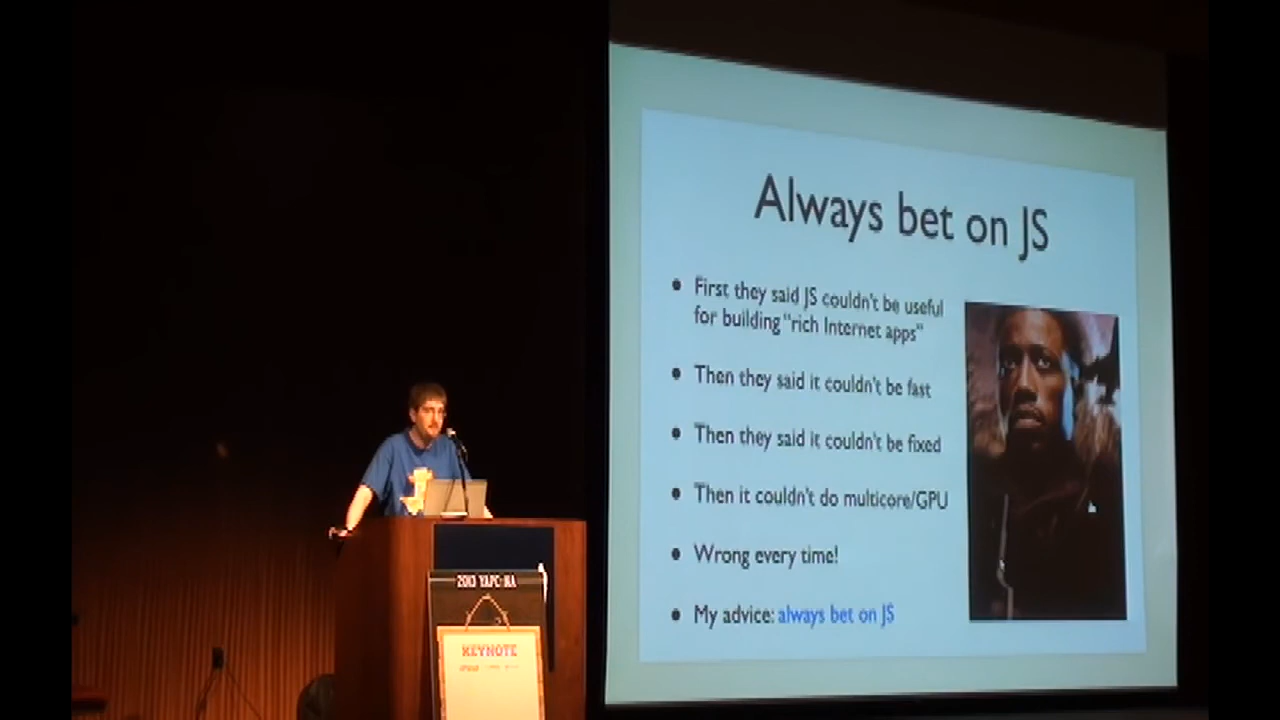 Always bet on JS
• First they said JS couldn't be useful
for building "rich Internet apps"
• Then they said it couldn't be fast
• Then they said it couldn't be fixed
• Then it couldn't do multicore/GPU
• Wrong every time!
• My advice: always bet on JS
2013 YAPC::NA
KEYNOTE